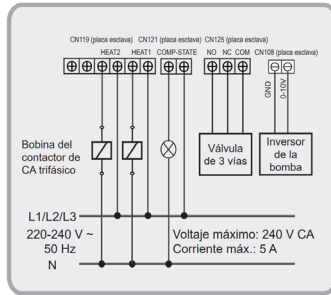 CN119 (placa esclava) CN121 (placa esclava) CN125 (placa esclava)
HEAT2 HEAT1 COMP-STATE NO NC COM CN108 (placa esclava)
GND 0-10V
Bobina del
contactor de
CA trifásico
Válvula
de 3 vías
Inversor
de la
bomba
L1/L2/L3
220-240 V ~
50 Hz
N
Voltaje máximo: 240 V CA
Corriente máx.: 5 A